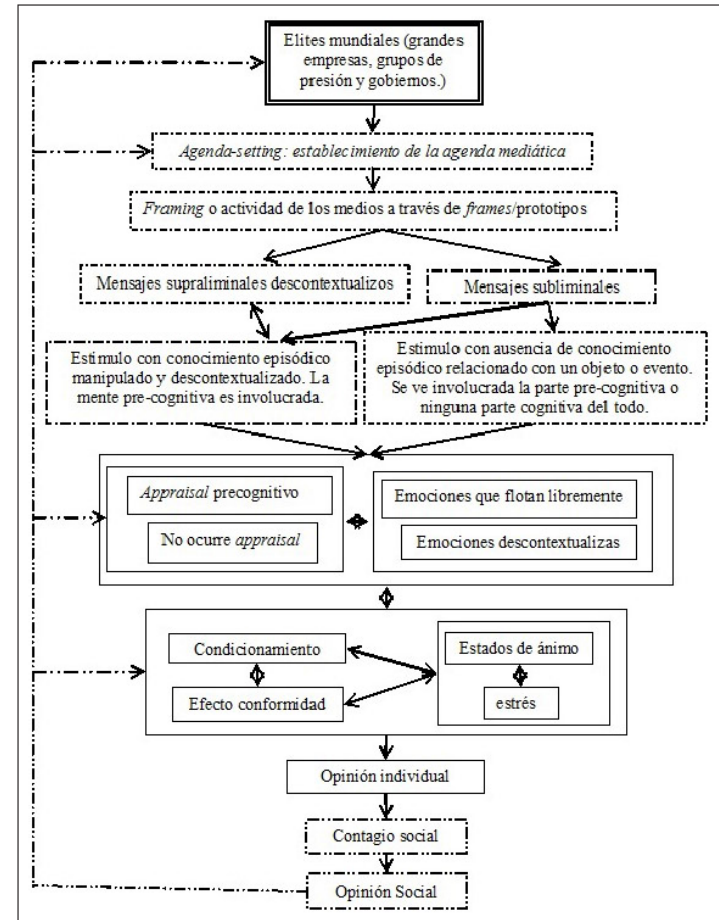 Elites mundiales (grandes
empresas, grupos de
presión y gobiernos.)
Agenda-setting: establecimiento de la agenda mediática
Framing o actividad de los medios a través de frames/prototipos
Mensajes supraliminales descontextualizos
Mensajes subliminales
Estimulo con conocimiento episódico
manipulado y descontextualizado. La
mente pre-cognitiva es involucrada.
Estimulo con ausencia de conocimiento
episódico relacionado con un objeto o evento.
Se ve involucrada la parte pre-cognitiva o
ninguna parte cognitiva del todo.
Appraisal precognitivo
No ocurre appraisal
Emociones que flotan libremente
Emociones descontextualizas
Condicionamiento
Efecto conformidad
Estados de ánimo
estrés
Opinión individual
Contagio social
Opinión Social